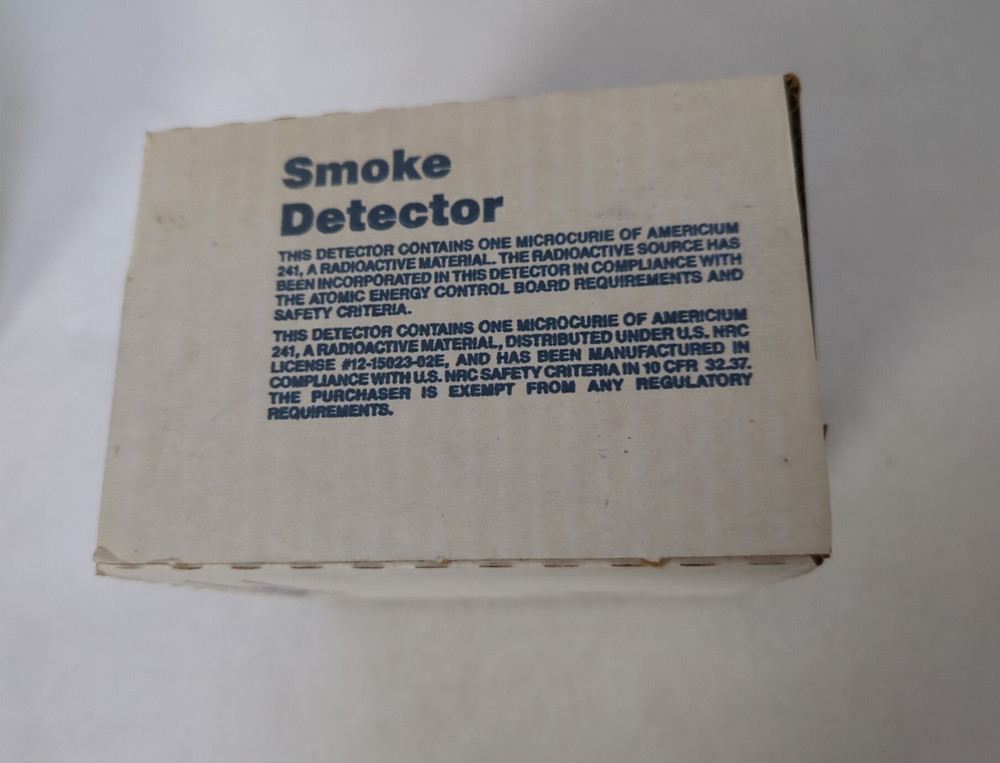 Smoke
Detector
THIS DETECTOR CONTAINS ONE MICROCURIE OF AMERICIUM
241, A RADIOACTIVE MATERIAL. THE RADIOACTIVE SOURCE HAS
BEEN INCORPORATED IN THIS DETECTOR IN COMPLIANCE WITH
THE ATOMIC ENERGY CONTROL BOARD REQUIREMENTS AND
SAFETY CRITERIA.
THIS DETECTOR CONTAINS ONE MICROCURIE OF AMERICIUM
241, A RADIOACTIVE MATERIAL, DISTRIBUTED UNDER U.S. NRC
LICENSE #12-15023-02E, AND HAS BEEN MANUFACTURED IN
COMPLIANCE WITH U.S. NRC SAFETY CRITERIA IN 10 CFR 32.37.
THE PURCHASER IS EXEMPT FROM ANY REGULATORY
REQUIREMENTS.